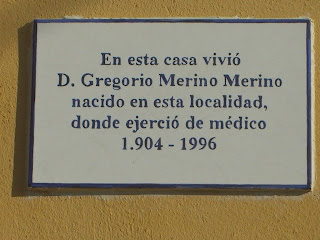 En esta casa vivió
D. Gregorio Merino Merino
nacido en esta localidad,
donde ejerció de médico
1.904 - 1996